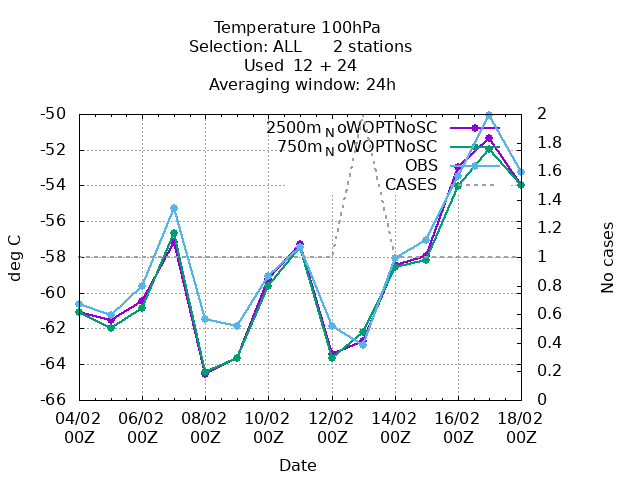 Temperature 100hPa
Selection: ALL 2 stations
Used 12 + 24
Averaging window: 24h
2500m NoWOPTNoSC
750m NoWOPTNoSC
OBS
CASES
-50
-52
-54
-56
-58
-60
-62
-64
-66
deg C
2
1.8
1.6
1.4
1.2
1
0.8
0.6
0.4
0.2
0
No cases
04/02 06/02 08/02 10/02 12/02 14/02 16/02 18/02
00Z 00Z 00Z 00Z 00Z 00Z 00Z 00Z
Date